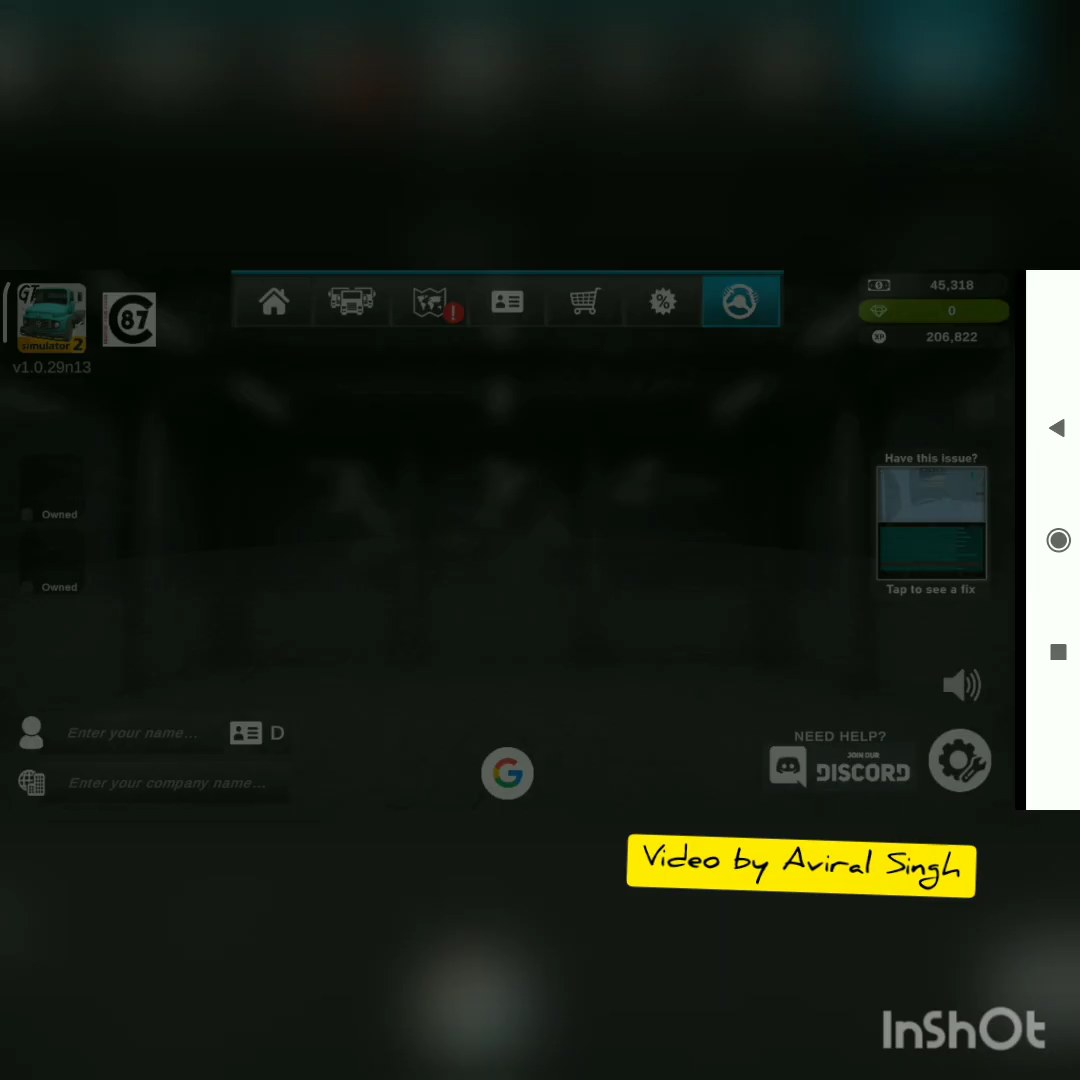 GT
simulator 2
87
v1.0.29n13
!
%
45,318
0
XP
206,822
Have this issue?
Tap to see a fix
Owned
Owned
Enter your name...
D
Enter your company name...
G
NEED HELP?
JOIN OUR
DISCORD
Video by Aviral Singh
InShOt